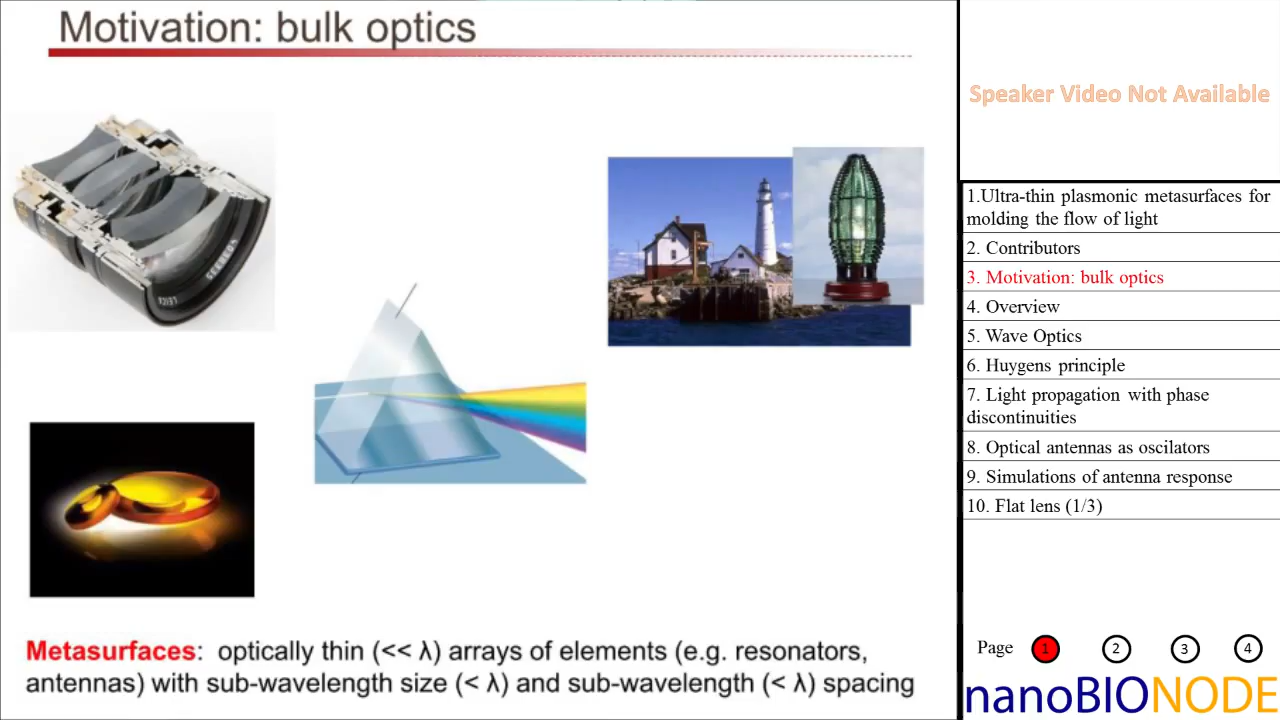 Motivation: bulk optics
LEICA
Metasurfaces: optically thin (<< λ) arrays of elements (e.g. resonators,
antennas) with sub-wavelength size (< λ) and sub-wavelength (< λ) spacing
Speaker Video Not Available
1.Ultra-thin plasmonic metasurfaces for
molding the flow of light
2. Contributors
3. Motivation: bulk optics
4. Overview
5. Wave Optics
6. Huygens principle
7. Light propagation with phase
discontinuities
8. Optical antennas as oscilators
9. Simulations of antenna response
10. Flat lens (1/3)
Page 1 2 3 4
nanoBIONODE